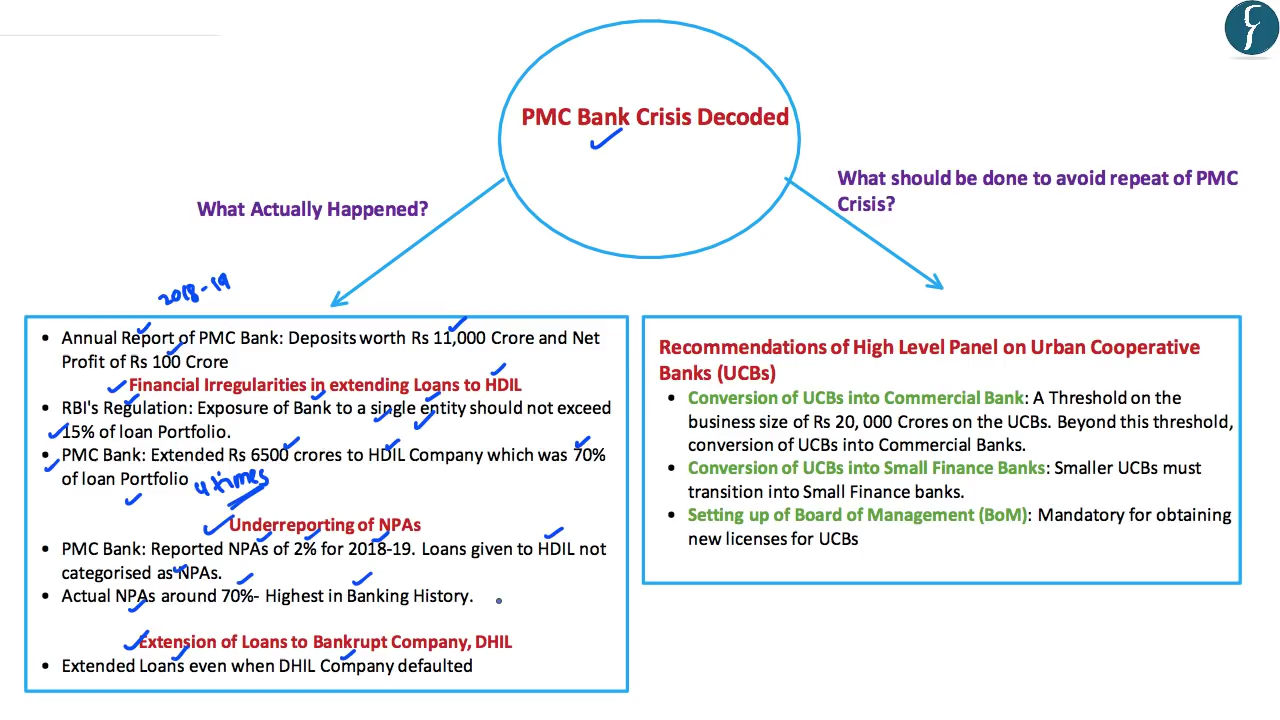 PMC Bank Crisis Decoded
What Actually Happened?
What should be done to avoid repeat of PMC
Crisis?
2018-19
• Annual Report of PMC Bank: Deposits worth Rs 11,000 Crore and Net
Profit of Rs 100 Crore
Financial Irregularities in extending Loans to HDIL
• RBI's Regulation: Exposure of Bank to a single entity should not exceed
15% of loan Portfolio.
• PMC Bank: Extended Rs 6500 crores to HDIL Company which was 70%
of loan Portfolio
4 times
Underreporting of NPAs
• PMC Bank: Reported NPAs of 2% for 2018-19. Loans given to HDIL not
categorised as NPAs.
• Actual NPAs around 70%- Highest in Banking History.
Extension of Loans to Bankrupt Company, DHIL
• Extended Loans even when DHIL Company defaulted
Recommendations of High Level Panel on Urban Cooperative
Banks (UCBs)
• Conversion of UCBs into Commercial Bank: A Threshold on the
business size of Rs 20, 000 Crores on the UCBs. Beyond this threshold,
conversion of UCBs into Commercial Banks.
• Conversion of UCBs into Small Finance Banks: Smaller UCBs must
transition into Small Finance banks.
• Setting up of Board of Management (BoM): Mandatory for obtaining
new licenses for UCBs